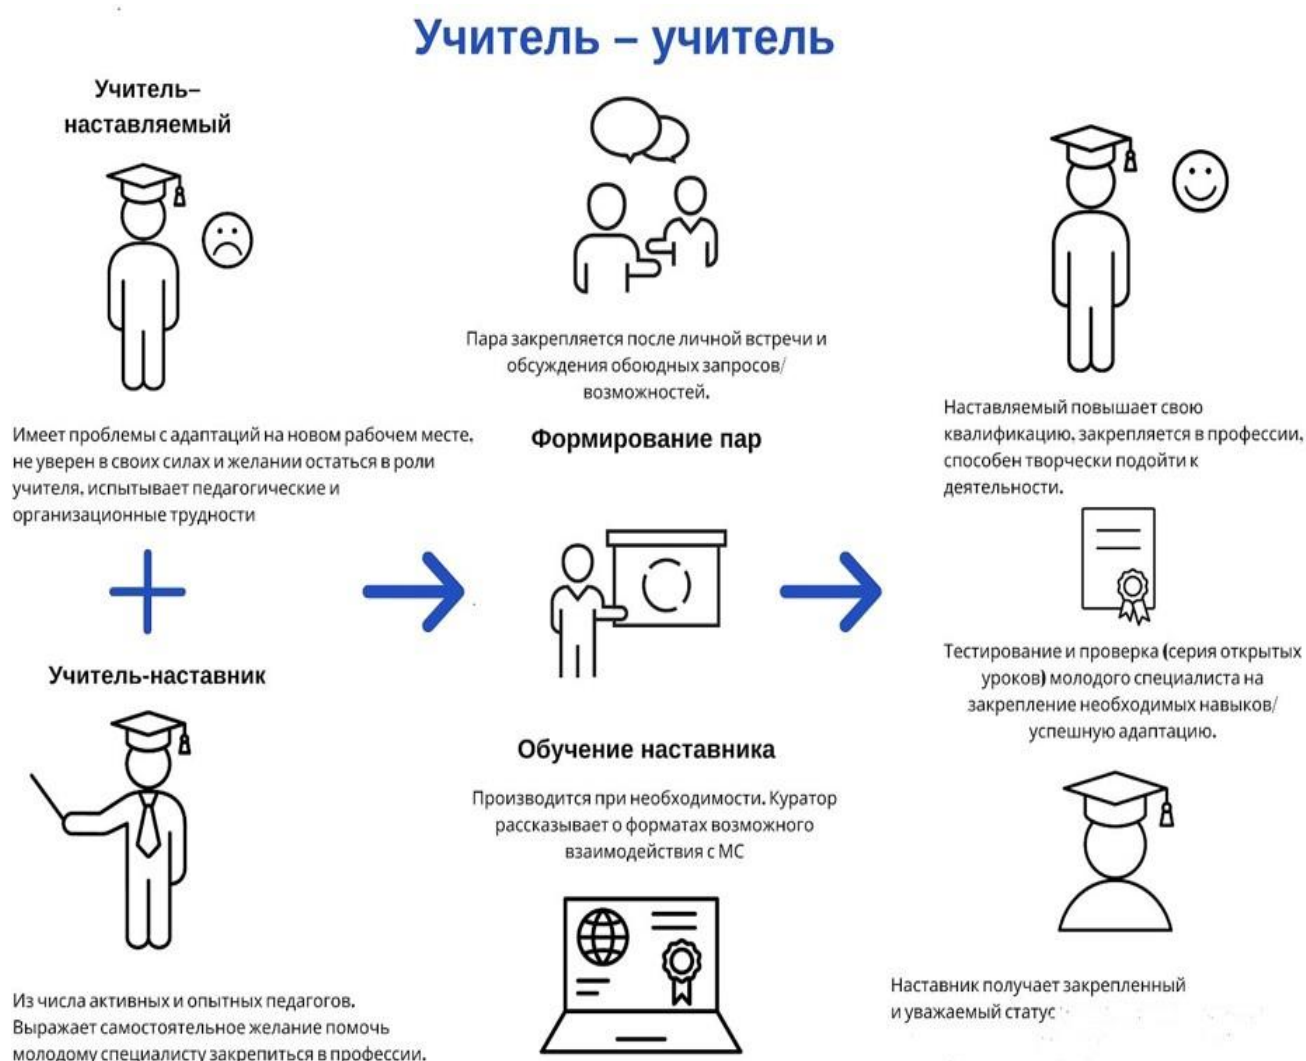 Учитель – учитель
Учитель–
наставляемый
Имеет проблемы с адаптаций на новом рабочем месте,
не уверен в своих силах и желании остаться в роли
учителя, испытывает педагогические и
организационные трудности
Учитель-наставник
Из числа активных и опытных педагогов.
Выражает самостоятельное желание помочь
молодому специалисту закрепиться в профессии.
Пара закрепляется после личной встречи и
обсуждения обоюдных запросов/
возможностей.
Формирование пар
Обучение наставника
Производится при необходимости. Куратор
рассказывает о форматах возможного
взаимодействия с МС
Наставляемый повышает свою
квалификацию, закрепляется в профессии,
способен творчески подойти к
деятельности.
Тестирование и проверка (серия открытых
уроков) молодого специалиста на
закрепление необходимых навыков/
успешную адаптацию.
Наставник получает закрепленный
и уважаемый статус